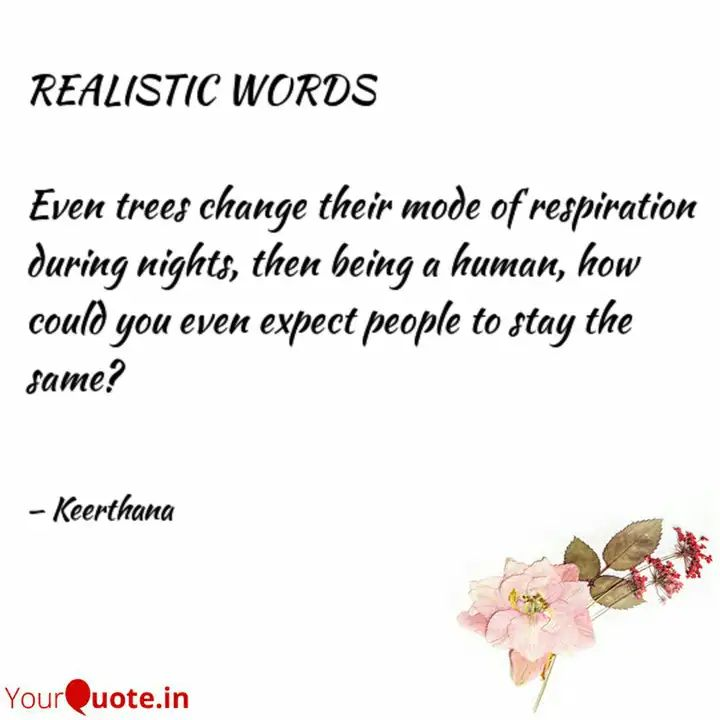 REALISTIC WORDS
Even trees change their mode of respiration
during nights, then being a human, how
could you even expect people to stay the
same?
– Keerthana
YourQuote.in